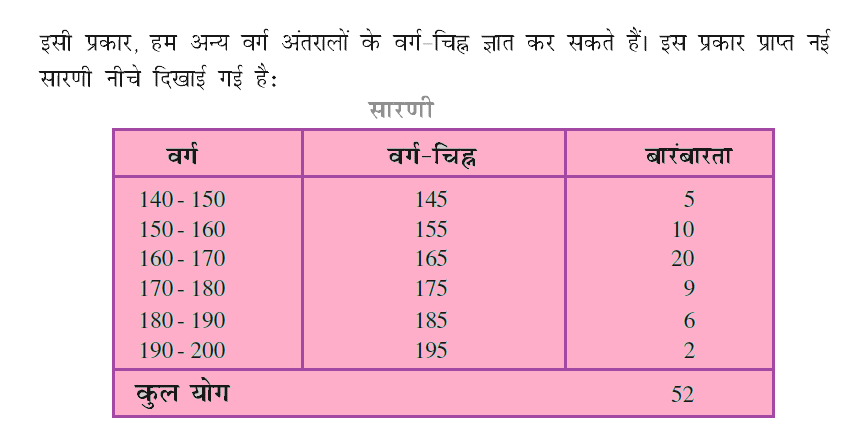 इसी प्रकार, हम अन्य वर्ग अंतरालों के वर्ग-चिह्न ज्ञात कर सकते हैं। इस प्रकार प्राप्त नई
सारणी नीचे दिखाई गई है:
सारणी
वर्ग वर्ग-चिह्न बारंबारता
140 - 150 145 5
150 - 160 155 10
160 - 170 165 20
170 - 180 175 9
180 - 190 185 6
190 - 200 195 2
कुल योग 52